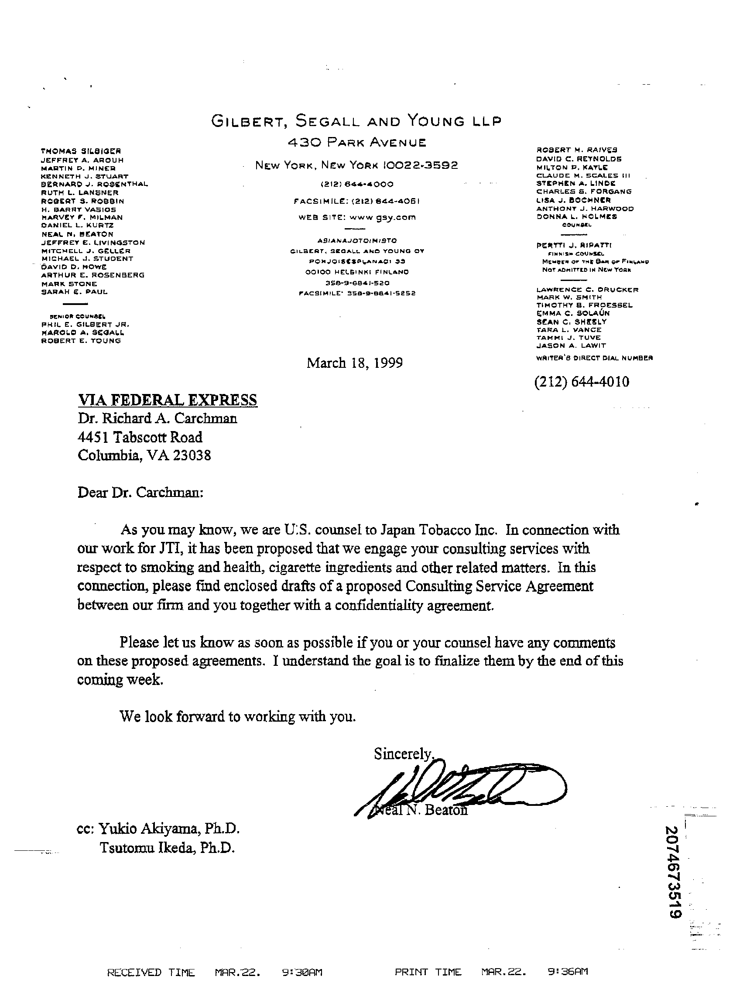 GILBERT, SEGALL AND YOUNG LLP
430 PARK AVENUE
NEW YORK, NEW YORK 10022-3592
(212) 644-4000
FACSIMILE: (212) 644-4051
WEB SITE: www.gsy.com
ASIANAJOTOIMISTO
GILBERT, SEGALL AND YOUNG OY
POHJOISESPLANADI 33
00100 HELSINKI FINLAND
358-9-6841-520
FACSIMILE: 358-9-6841-5252
THOMAS SILBIGER
JEFFREY A. AROUH
MARTIN D. MINER
KENNETH J. STUART
BERNARD J. ROSENTHAL
RUTH L. LANSNER
ROBERT S. ROBBIN
H. BARRY VASIOS
HARVEY F. MILMAN
DANIEL L. KURTZ
NEAL N. BEATON
JEFFREY E. LIVINGSTON
MITCHELL J. GELLER
MICHAEL J. STUDENT
DAVID D. HOWE
ARTHUR E. ROSENBERG
MARK STONE
SARAH E. PAUL
SENIOR COUNSEL
PHIL E. GILBERT JR.
HAROLD A. SEGALL
ROBERT E. YOUNG
ROBERT M. RAIVES
DAVID C. REYNOLDS
MILTON D. KAYLE
CLAUDE M. SCALES III
STEPHEN A. LINDE
CHARLES S. FORGANG
LISA J. BOCHNER
ANTHONY J. HARWOOD
DONNA L. HOLMES
COUNSEL
PERTTI J. RIPATTI
FINNISH COUNSEL
MEMBER OF THE BAR OF FINLAND
NOT ADMITTED IN NEW YORK
LAWRENCE C. DRUCKER
MARK W. SMITH
TIMOTHY B. FROESSEL
EMMA C. SOLAÚN
SEAN C. SHEELY
TARA L. VANCE
TAMMI J. TUVE
JASON A. LAWIT
WRITER'S DIRECT DIAL NUMBER
(212) 644-4010
March 18, 1999
VIA FEDERAL EXPRESS
Dr. Richard A. Carchman
4451 Tabscott Road
Columbia, VA 23038
Dear Dr. Carchman:
As you may know, we are U.S. counsel to Japan Tobacco Inc. In connection with
our work for JTI, it has been proposed that we engage your consulting services with
respect to smoking and health, cigarette ingredients and other related matters. In this
connection, please find enclosed drafts of a proposed Consulting Service Agreement
between our firm and you together with a confidentiality agreement.
Please let us know as soon as possible if you or your counsel have any comments
on these proposed agreements. I understand the goal is to finalize them by the end of this
coming week.
We look forward to working with you.
Sincerely,
Neal N. Beaton
cc: Yukio Akiyama, Ph.D.
Tsutomu Ikeda, Ph.D.
2074673519
RECEIVED TIME MAR.22. 9:30AM
PRINT TIME MAR.22. 9:36AM